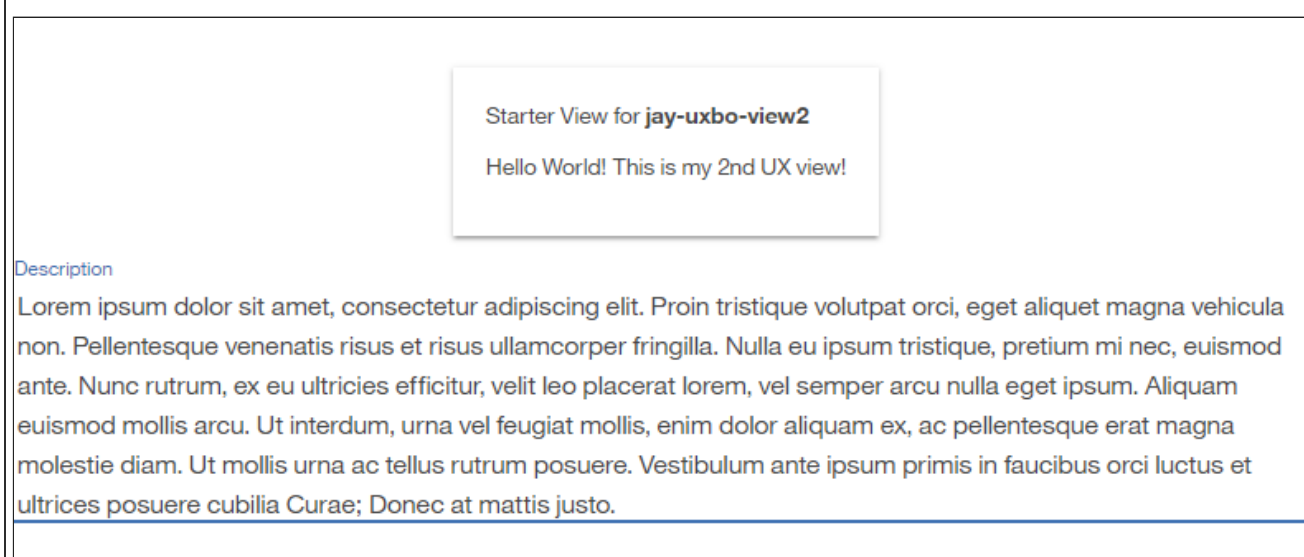 Starter View for jay-uxbo-view2
Hello World! This is my 2nd UX view!
Description
Lorem ipsum dolor sit amet, consectetur adipiscing elit. Proin tristique volutpat orci, eget aliquet magna vehicula
non. Pellentesque venenatis risus et risus ullamcorper fringilla. Nulla eu ipsum tristique, pretium mi nec, euismod
ante. Nunc rutrum, ex eu ultricies efficitur, velit leo placerat lorem, vel semper arcu nulla eget ipsum. Aliquam
euismod mollis arcu. Ut interdum, urna vel feugiat mollis, enim dolor aliquam ex, ac pellentesque erat magna
molestie diam. Ut mollis urna ac tellus rutrum posuere. Vestibulum ante ipsum primis in faucibus orci luctus et
ultrices posuere cubilia Curae; Donec at mattis justo.